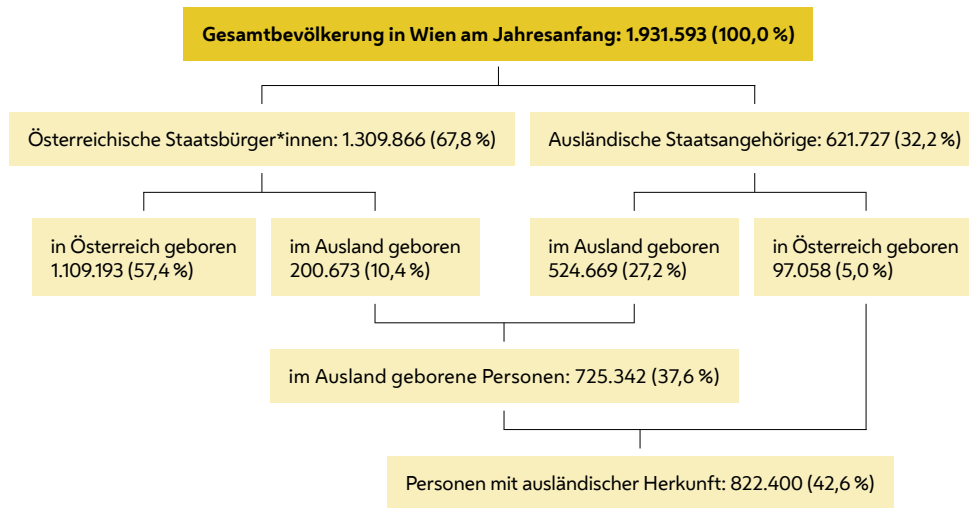 Gesamtbevölkerung in Wien am Jahresanfang: 1.931.593 (100,0 %)
Österreichische Staatsbürger*innen: 1.309.866 (67,8 %)
Ausländische Staatsangehörige: 621.727 (32,2 %)
in Österreich geboren
1.109.193 (57,4 %)
im Ausland geboren
200.673 (10,4 %)
im Ausland geboren
524.669 (27,2 %)
in Österreich geboren
97.058 (5,0 %)
im Ausland geborene Personen: 725.342 (37,6 %)
Personen mit ausländischer Herkunft: 822.400 (42,6 %)